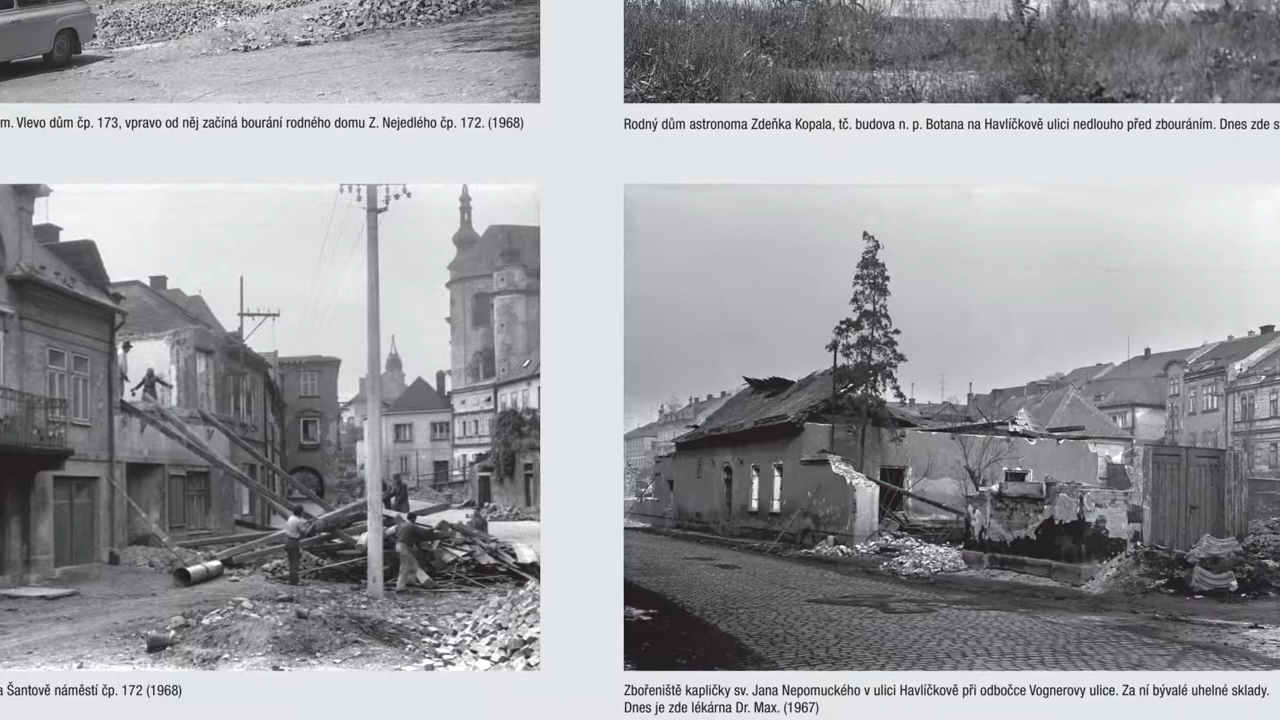 m. Vlevo dům čp. 173, vpravo od něj začíná bourání rodného domu Z. Nejedlého čp. 172. (1968)
Rodný dům astronoma Zdeňka Kopala, tč. budova n. p. Botana na Havlíčkově ulici nedlouho před zbouráním. Dnes zde s
a Šantově náměstí čp. 172 (1968)
Zbořeniště kapličky sv. Jana Nepomuckého v ulici Havlíčkově při odbočce Vognerovy ulice. Za ní bývalé uhelné sklady.
Dnes je zde lékárna Dr. Max. (1967)